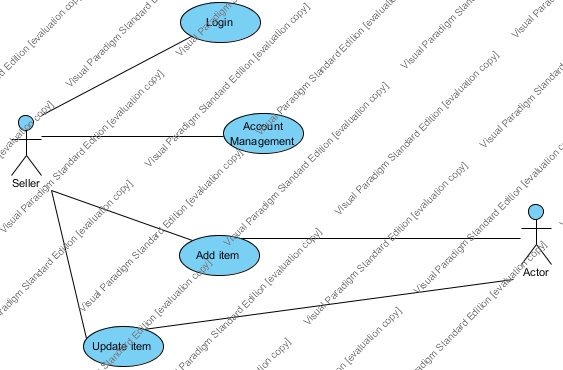 Login
Account
Management
Seller
Add item
Actor
Update item
Visual Paradigm Standard Edition [evaluation copy]